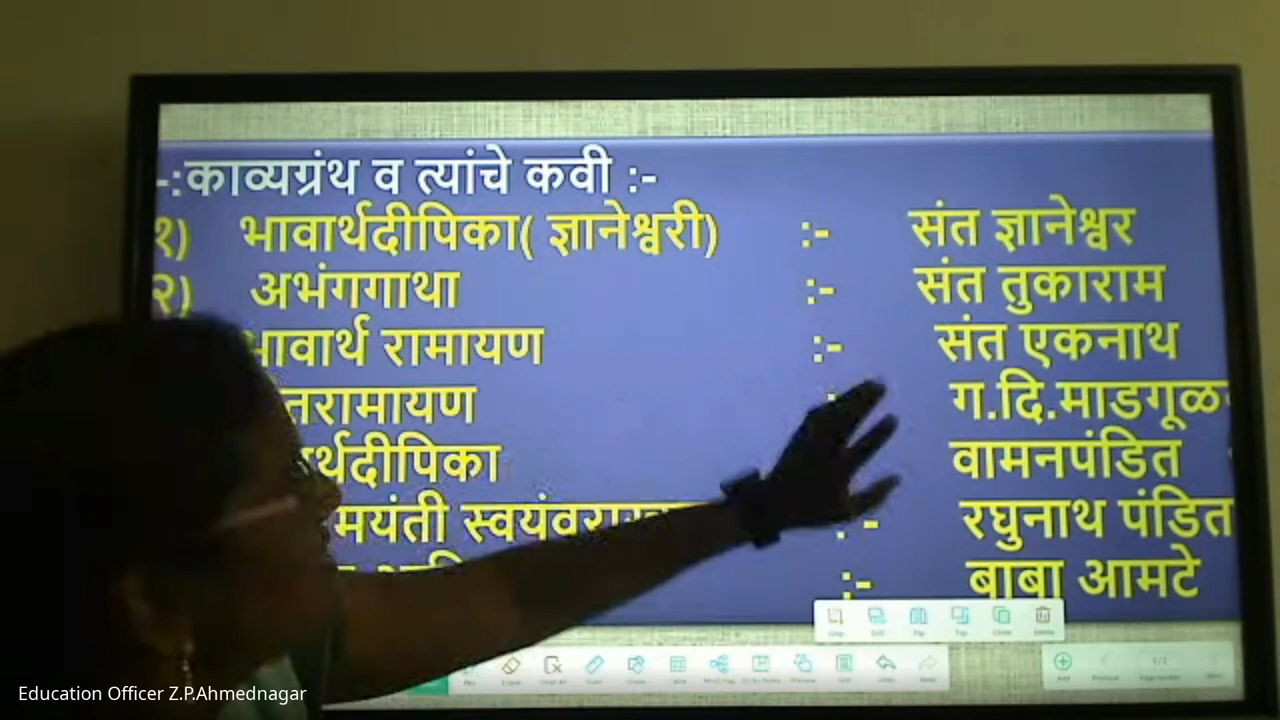 -:काव्यग्रंथ व त्यांचे कवी :-
१) भावार्थदीपिका( ज्ञानेश्वरी) :- संत ज्ञानेश्वर
२) अभंगगाथा :- संत तुकाराम
भावार्थ रामायण :- संत एकनाथ
तरामायण ग.दि.माडगूळ
र्थदीपिका वामनपंडित
मयंती स्वयंवराख्या :- रघुनाथ पंडित
:- बाबा आमटे
Education Officer Z.P.Ahmednagar